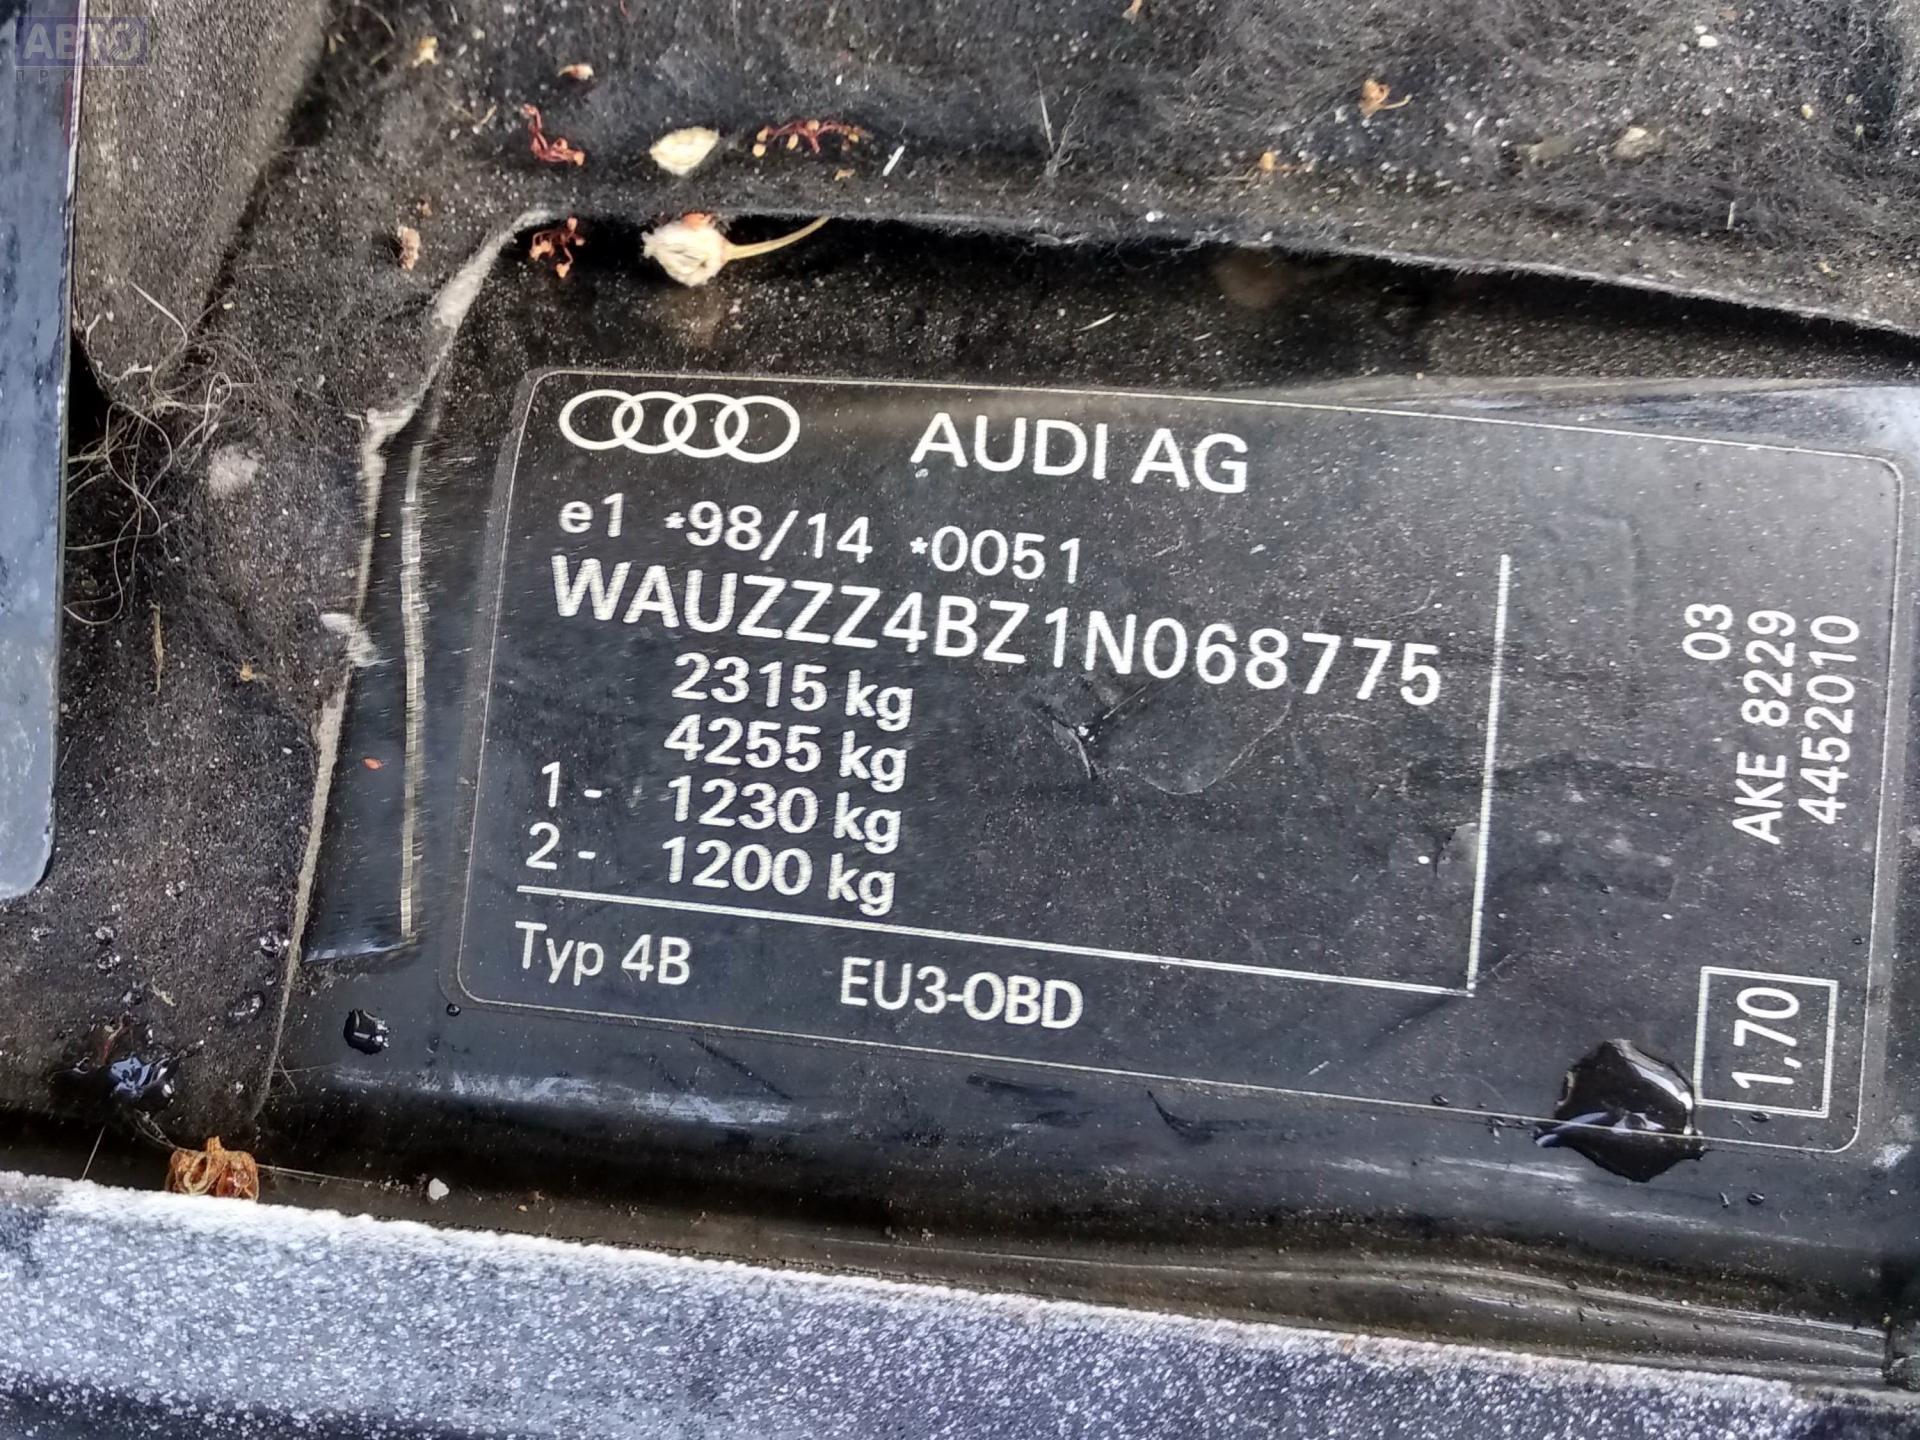 АВТО
ПРИВОЗ
AUDI AG
e1 *98/14 *0051
WAUZZZ4BZ1N068775
2315 kg
4255 kg
1- 1230 kg
2- 1200 kg
Typ 4B EU3-OBD
03
AKE 8229
4452010
1,70